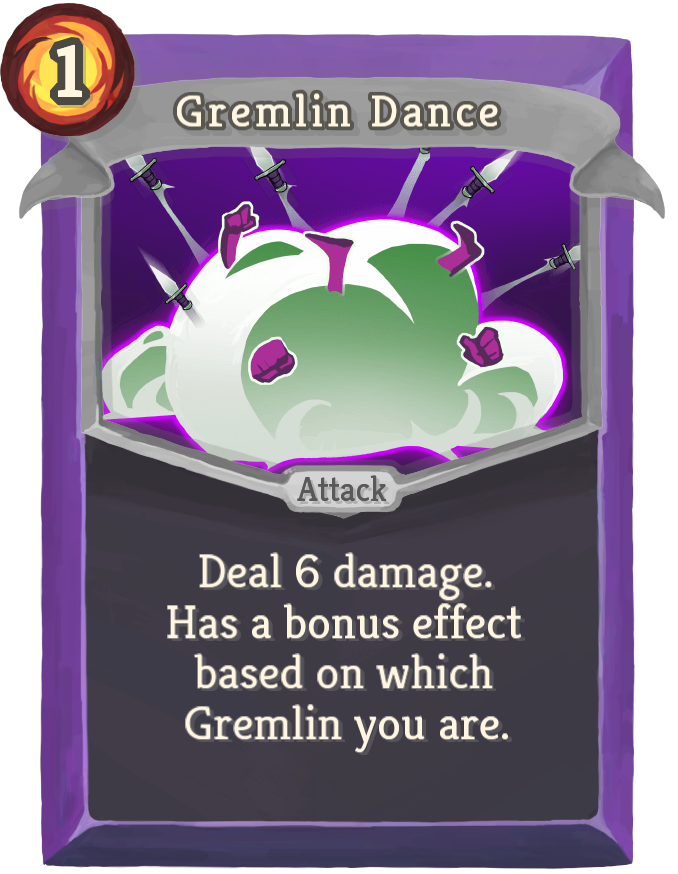 1
Gremlin Dance
Attack
Deal 6 damage.
Has a bonus effect
based on which
Gremlin you are.